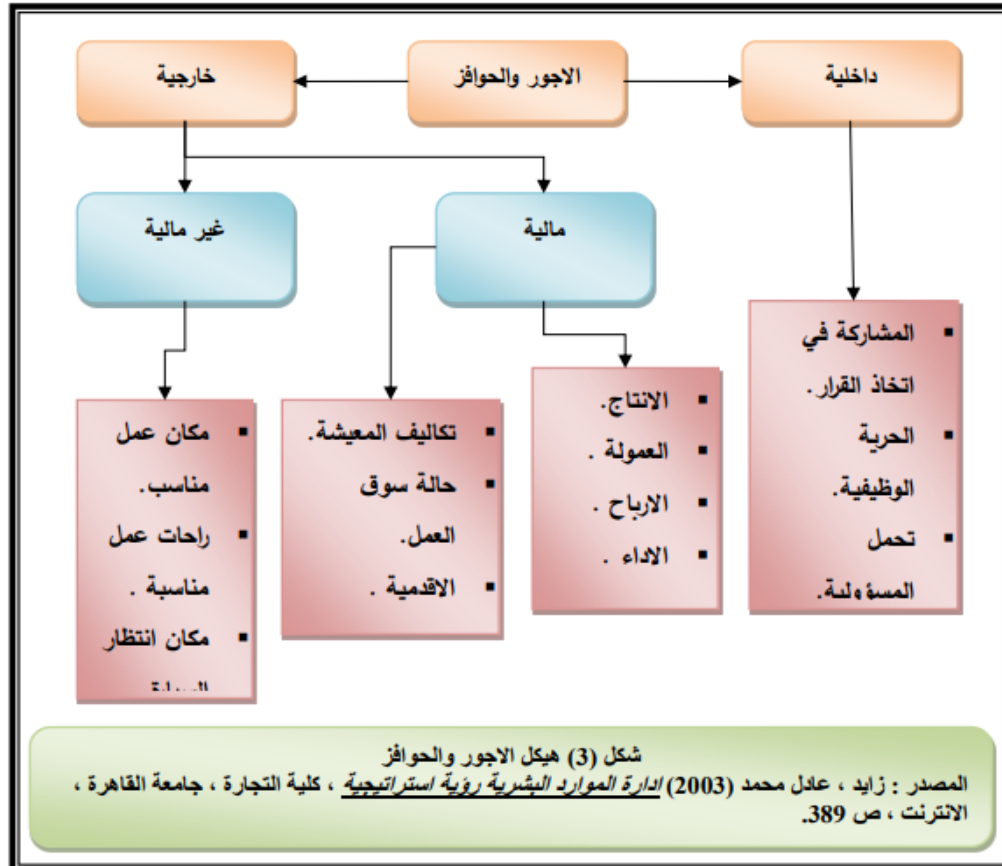 داخلية
الاجور والحوافز
خارجية
مالية
غير مالية
▪ المشاركة في
اتخاذ القرار.
▪ الحرية
الوظيفية.
▪ تحمل
المسؤولية.
▪ الانتاج.
▪ العمولة .
▪ الارباح .
▪ الاداء .
▪ تكاليف المعيشة.
▪ حالة سوق
العمل.
▪ الاقدمية .
▪ مكان عمل
مناسب.
▪ راحات عمل
مناسبة .
▪ مكان انتظار
شكل (3) هيكل الاجور والحوافز
المصدر : زايد ، عادل محمد (2003) ادارة الموارد البشرية رؤية استراتيجية ، كلية التجارة ، جامعة القاهرة ،
الانترنت ، ص 389.